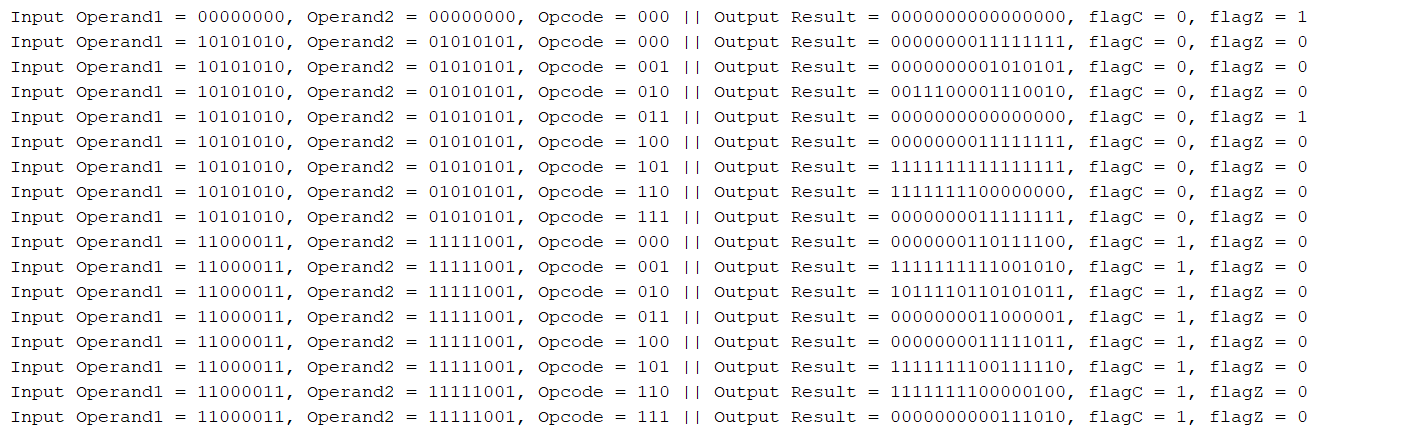 Input Operand1 = 00000000, Operand2 = 00000000, Opcode = 000 || Output Result = 0000000000000000, flagC = 0, flagZ = 1
Input Operand1 = 10101010, Operand2 = 01010101, Opcode = 000 || Output Result = 0000000011111111, flagC = 0, flagZ = 0
Input Operand1 = 10101010, Operand2 = 01010101, Opcode = 001 || Output Result = 0000000001010101, flagC = 0, flagZ = 0
Input Operand1 = 10101010, Operand2 = 01010101, Opcode = 010 || Output Result = 0011100001110010, flagC = 0, flagZ = 0
Input Operand1 = 10101010, Operand2 = 01010101, Opcode = 011 || Output Result = 0000000000000000, flagC = 0, flagZ = 1
Input Operand1 = 10101010, Operand2 = 01010101, Opcode = 100 || Output Result = 0000000011111111, flagC = 0, flagZ = 0
Input Operand1 = 10101010, Operand2 = 01010101, Opcode = 101 || Output Result = 1111111111111111, flagC = 0, flagZ = 0
Input Operand1 = 10101010, Operand2 = 01010101, Opcode = 110 || Output Result = 1111111100000000, flagC = 0, flagZ = 0
Input Operand1 = 10101010, Operand2 = 01010101, Opcode = 111 || Output Result = 0000000011111111, flagC = 0, flagZ = 0
Input Operand1 = 11000011, Operand2 = 11111001, Opcode = 000 || Output Result = 0000000110111100, flagC = 1, flagZ = 0
Input Operand1 = 11000011, Operand2 = 11111001, Opcode = 001 || Output Result = 1111111111001010, flagC = 1, flagZ = 0
Input Operand1 = 11000011, Operand2 = 11111001, Opcode = 010 || Output Result = 1011110110101011, flagC = 1, flagZ = 0
Input Operand1 = 11000011, Operand2 = 11111001, Opcode = 011 || Output Result = 0000000011000001, flagC = 1, flagZ = 0
Input Operand1 = 11000011, Operand2 = 11111001, Opcode = 100 || Output Result = 0000000011111011, flagC = 1, flagZ = 0
Input Operand1 = 11000011, Operand2 = 11111001, Opcode = 101 || Output Result = 1111111100111110, flagC = 1, flagZ = 0
Input Operand1 = 11000011, Operand2 = 11111001, Opcode = 110 || Output Result = 1111111100000100, flagC = 1, flagZ = 0
Input Operand1 = 11000011, Operand2 = 11111001, Opcode = 111 || Output Result = 0000000000111010, flagC = 1, flagZ = 0